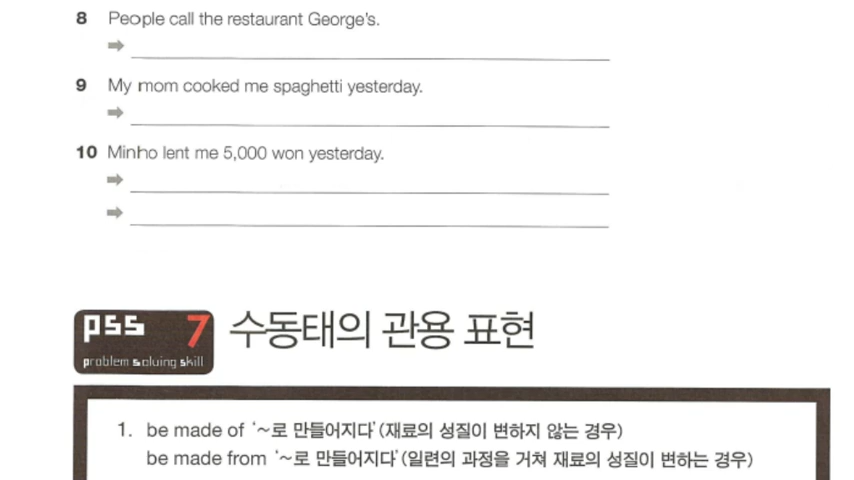 8 People call the restaurant George's.
➡
9 My mom cooked me spaghetti yesterday.
➡
10 Minho lent me 5,000 won yesterday.
➡
➡
pss 7 수동태의 관용 표현
problem solving skill
1. be made of '~로 만들어지다' (재료의 성질이 변하지 않는 경우)
be made from '~로 만들어지다' (일련의 과정을 거쳐 재료의 성질이 변하는 경우)